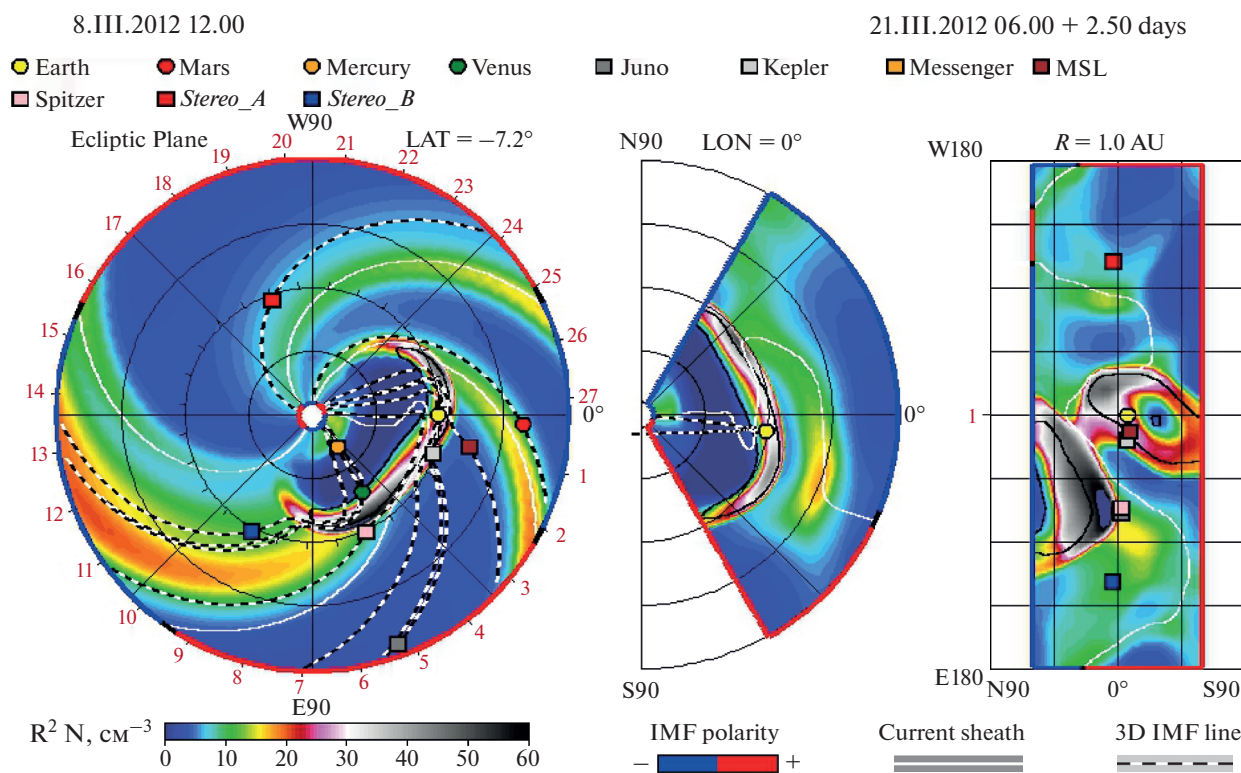 8.III.2012 12.00 21.III.2012 06.00 + 2.50 days
Earth Mars Mercury Venus Juno Kepler Messenger MSL
Spitzer Stereo_A Stereo_B
Ecliptic Plane W90 LAT = −7.2° N90 LON = 0° W180 R = 1.0 AU
20 21
19 22
18 23
17 24
16 25
15 26
14 27
0° 0° 1
13 1
12 2
11 3
10 4
9 5
8 7 6
E90 S90 E180 N90 0° S90
R² N, см⁻³ 0 10 20 30 40 50 60
IMF polarity Current sheath 3D IMF line
− +